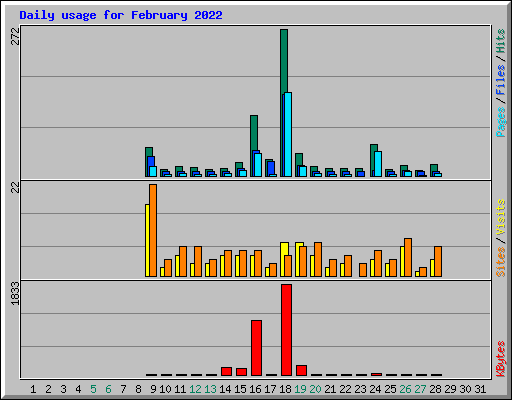 Daily usage for February 2022
272
Pages/Files/Hits
22
Sites/Visits
1833
KBytes
1 2 3 4 5 6 7 8 9 10 11 12 13 14 15 16 17 18 19 20 21 22 23 24 25 26 27 28 29 30 31